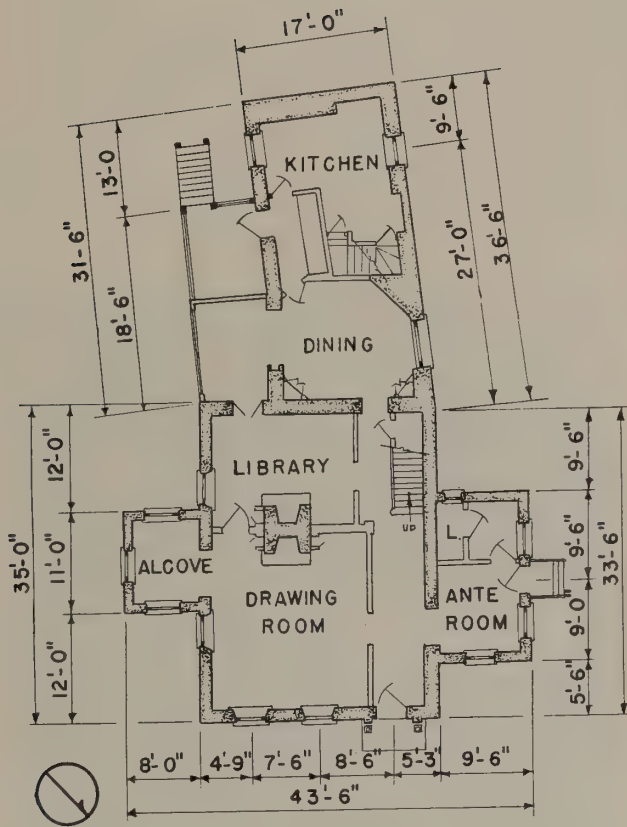 17'-0"
9'-6"
KITCHEN
13'-0
31'-6"
27'-0"
36'-6"
18'-6"
DINING
12'-0"
9'-6"
LIBRARY
UP
L.
9'-6"
35'-0"
11'-0"
ALCOVE
33'-6"
DRAWING
ROOM
ANTE
ROOM
9'-0
12'-0"
5'-6"
8'-0"
4'-9"
7'-6"
8'-6"
5'-3"
9'-6"
43'-6"